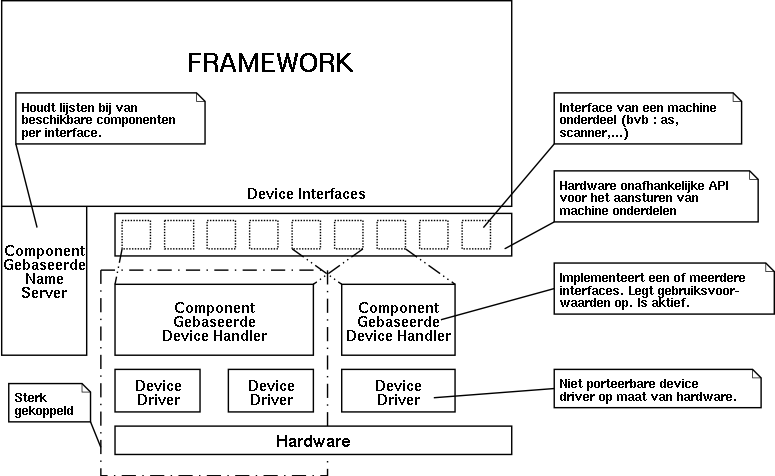 FRAMEWORK
Houdt lijsten bij van
beschikbare componenten
per interface.
Interface van een machine
onderdeel (bvb : as,
scanner,...)
Device Interfaces
Hardware onafhankelijke API
voor het aansturen van
machine onderdelen
Component
Gebaseerde
Name
Server
Component
Gebaseerde
Device Handler
Component
Gebaseerde
Device Handler
Implementeert een of meerdere
interfaces. Legt gebruiksvoor-
waarden op. Is aktief.
Sterk
gekoppeld
Device
Driver
Device
Driver
Device
Driver
Niet porteerbare device
driver op maat van hardware.
Hardware